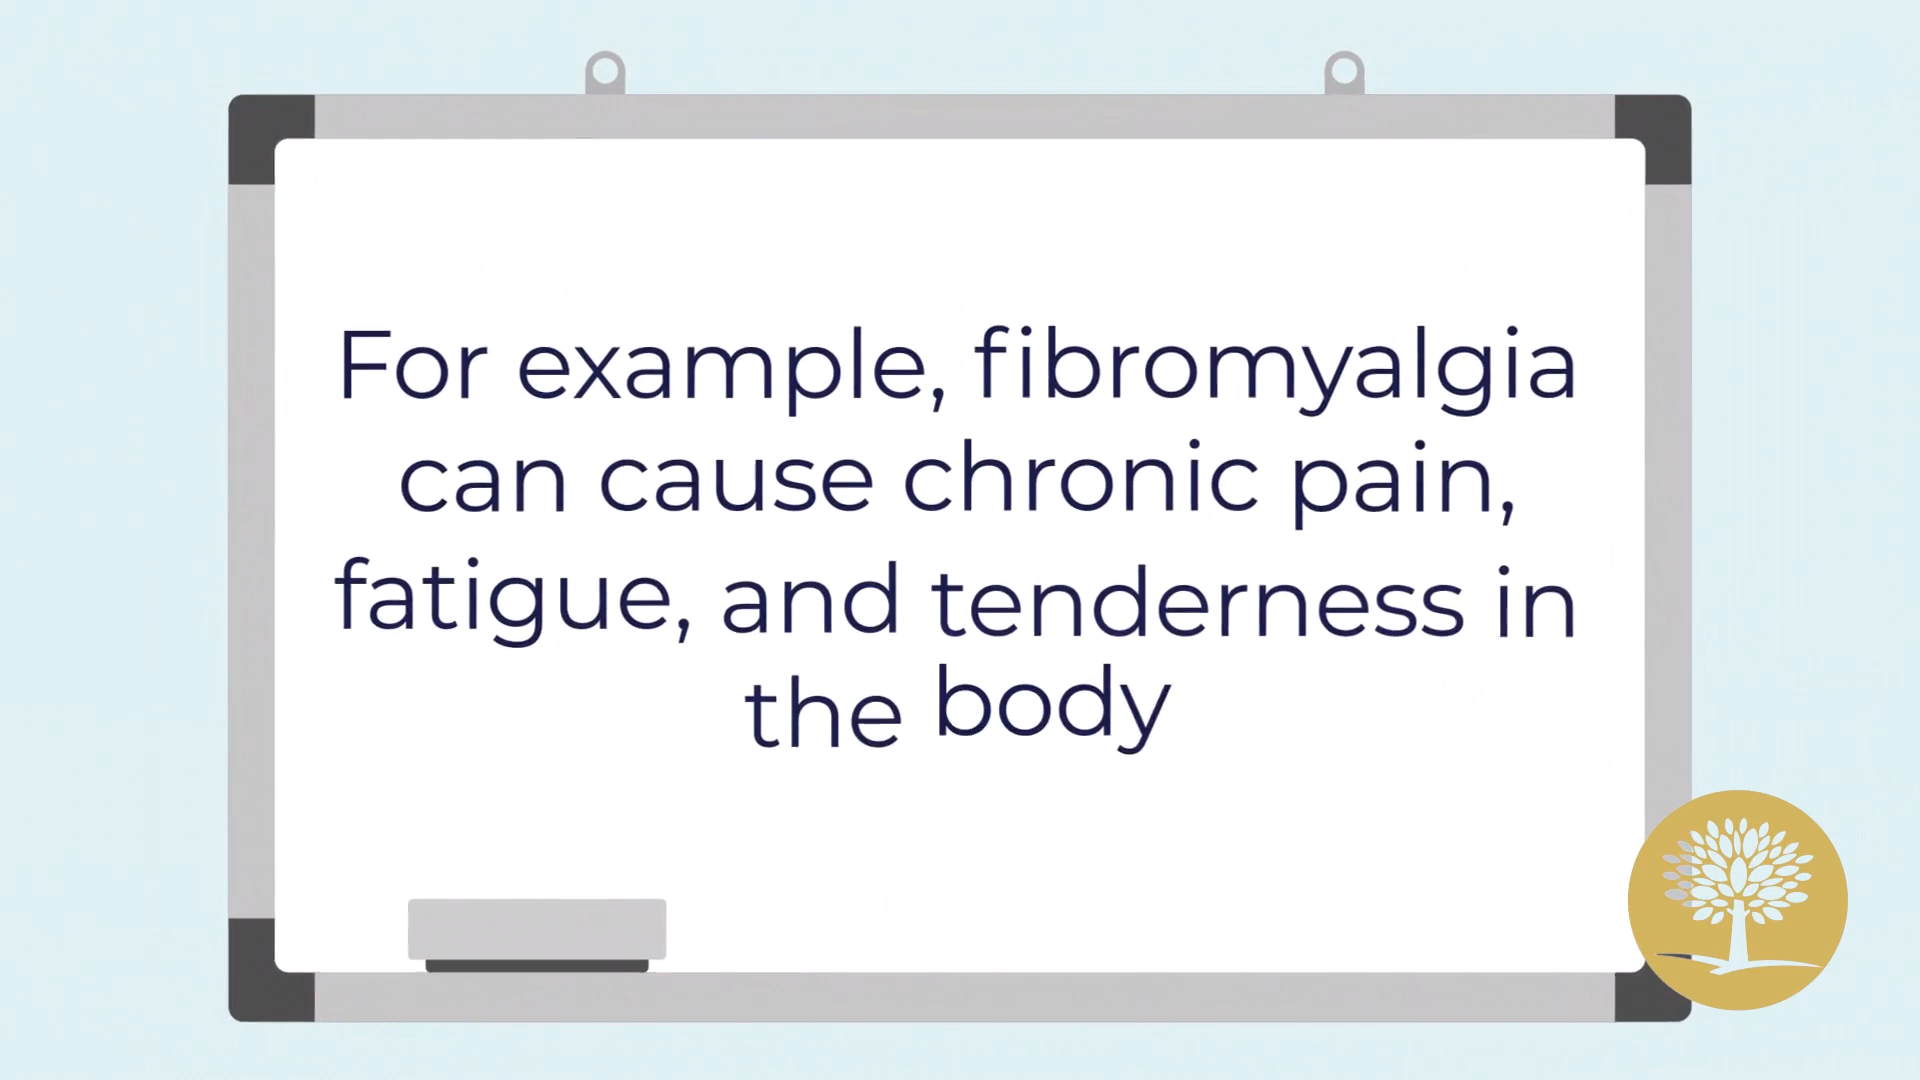 For example, fibromyalgia
can cause chronic pain,
fatigue, and tenderness in
the body